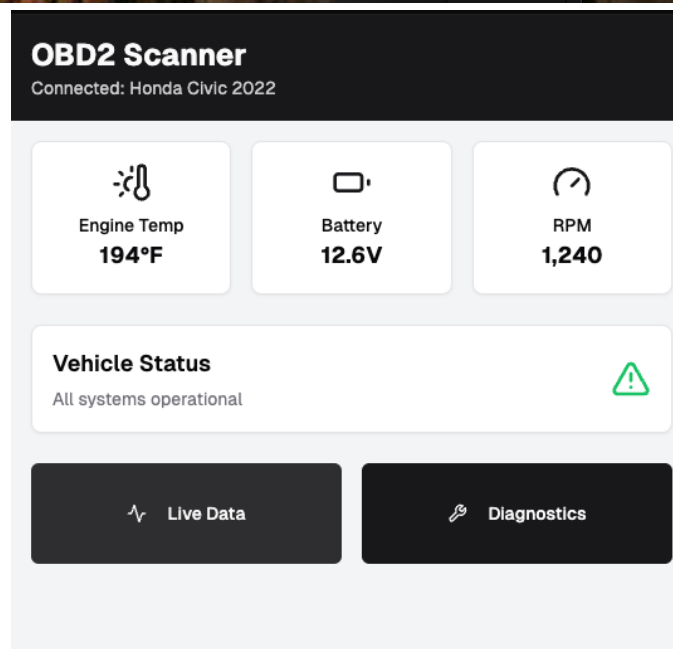 OBD2 Scanner
Connected: Honda Civic 2022
Engine Temp
194°F
Battery
12.6V
RPM
1,240
Vehicle Status
All systems operational
Live Data
Diagnostics